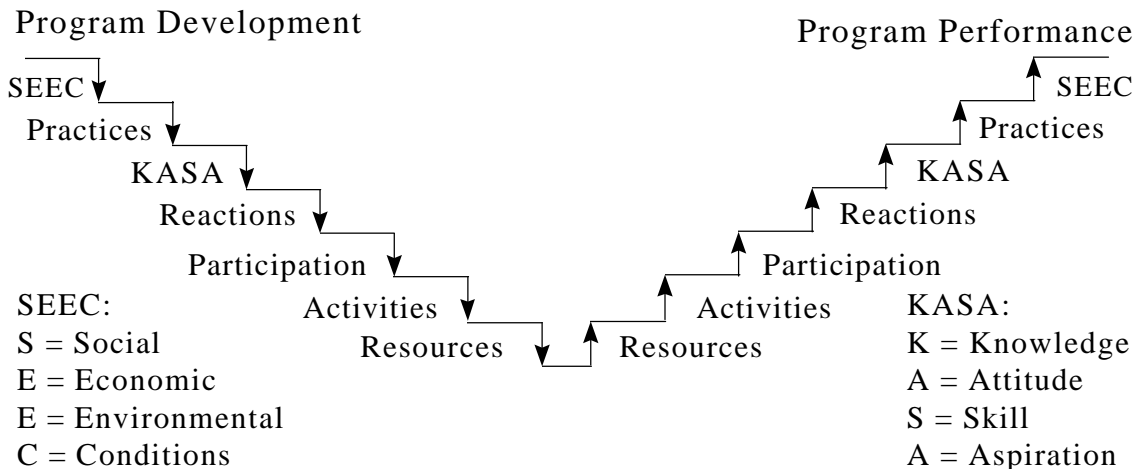 Program Development
Program Performance
SEEC
SEEC
Practices
Practices
KASA
KASA
Reactions
Reactions
Participation
Participation
Activities
Activities
Resources
Resources
SEEC:
S = Social
E = Economic
E = Environmental
C = Conditions
KASA:
K = Knowledge
A = Attitude
S = Skill
A = Aspiration